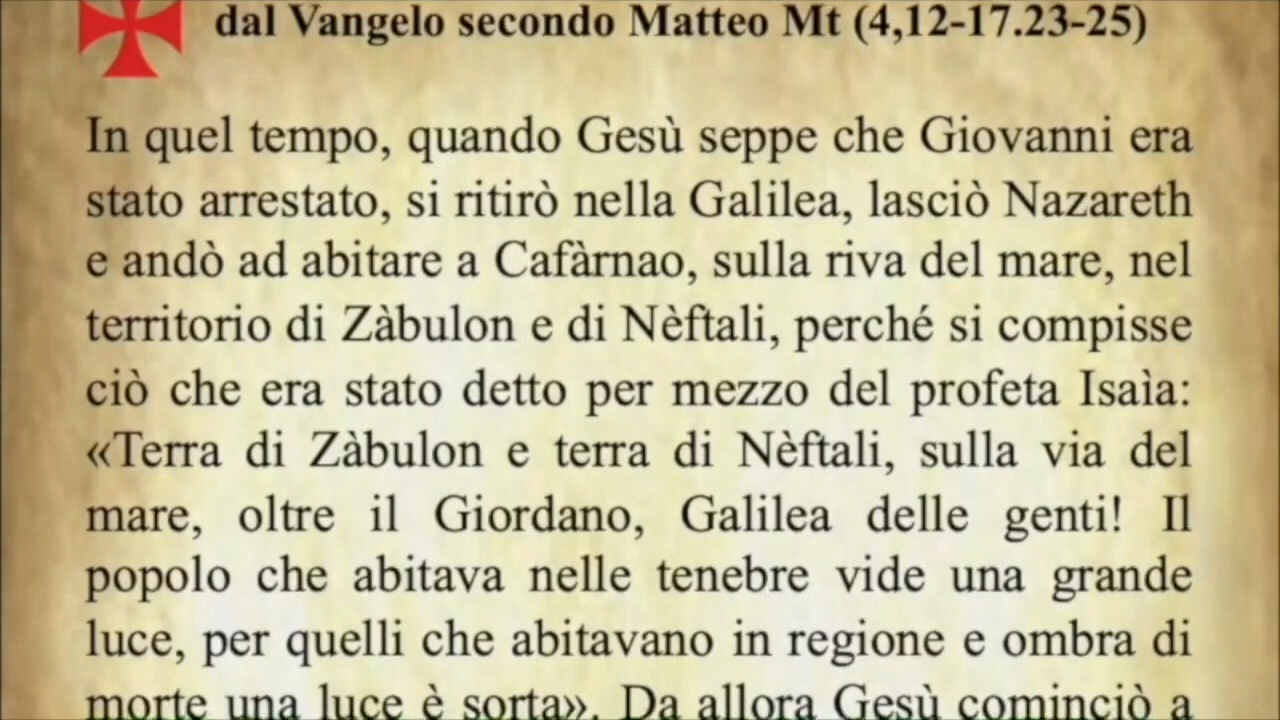 dal Vangelo secondo Matteo Mt (4,12-17.23-25)
In quel tempo, quando Gesù seppe che Giovanni era
stato arrestato, si ritirò nella Galilea, lasciò Nazareth
e andò ad abitare a Cafàrnao, sulla riva del mare, nel
territorio di Zàbulon e di Nèftali, perché si compisse
ciò che era stato detto per mezzo del profeta Isaìa:
«Terra di Zàbulon e terra di Nèftali, sulla via del
mare, oltre il Giordano, Galilea delle genti! Il
popolo che abitava nelle tenebre vide una grande
luce, per quelli che abitavano in regione e ombra di
morte una luce è sorta». Da allora Gesù cominciò a